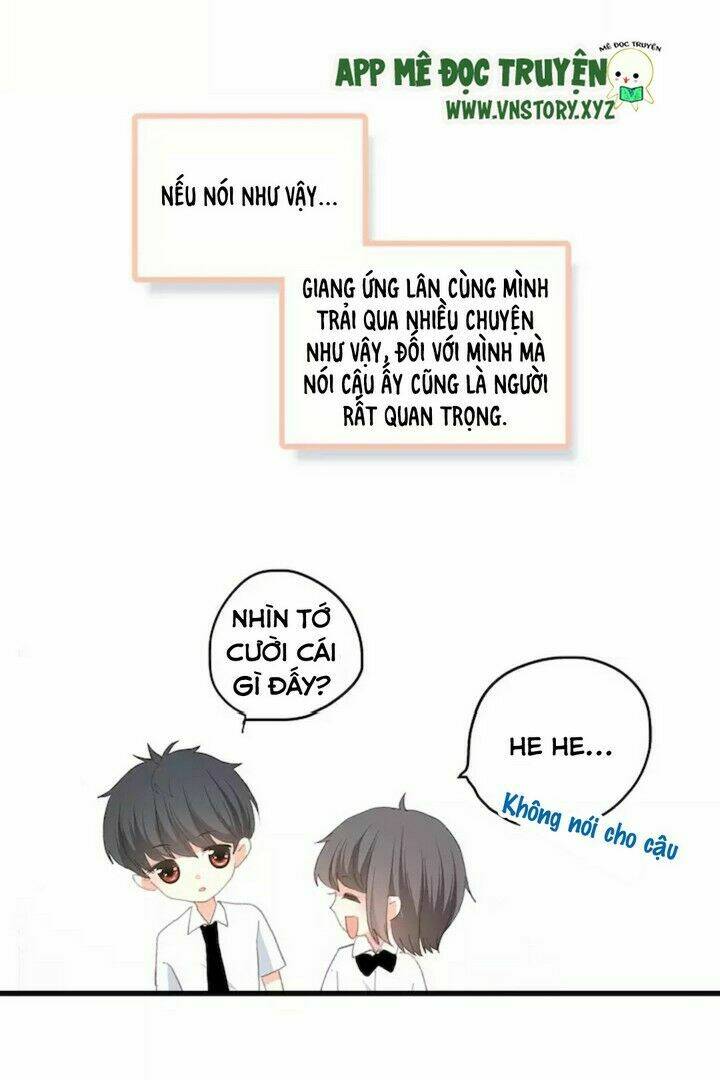 MÊ ĐỌC TRUYỆN
APP MÊ ĐỌC TRUYỆN
WWW.VNSTORY.XYZ
NẾU NÓI NHƯ VẬY...
GIANG ỨNG LÂN CÙNG MÌNH
TRẢI QUA NHIỀU CHUYỆN
NHƯ VẬY, ĐỐI VỚI MÌNH MÀ
NÓI CẬU ẤY CŨNG LÀ NGƯỜI
RẤT QUAN TRỌNG.
NHÌN TỚ
CƯỜI CÁI
GÌ ĐẤY?
HE HE...
Không nói cho cậu